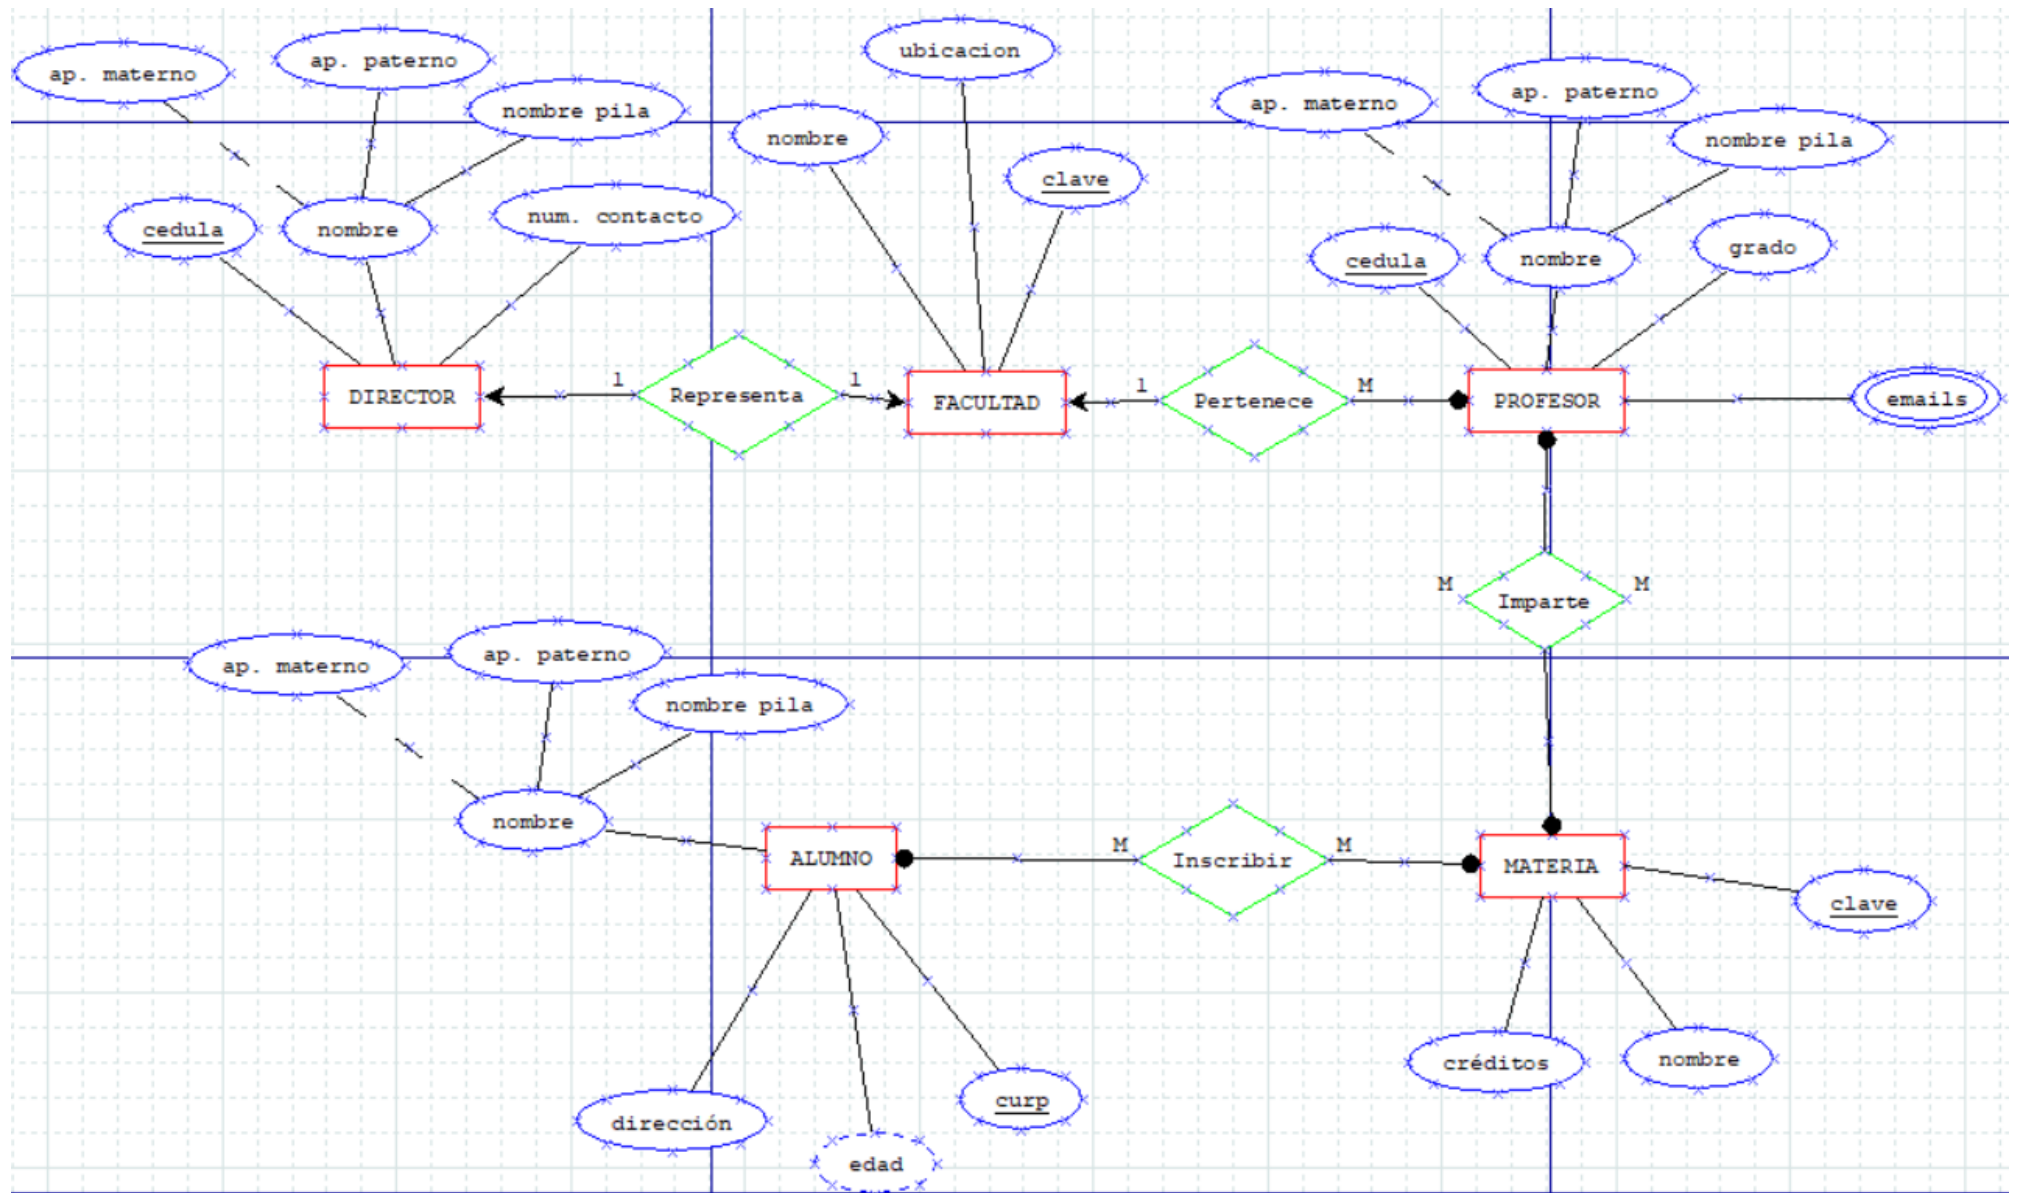 ap. materno
ap. paterno
nombre pila
cedula
nombre
num. contacto
ubicacion
nombre
clave
ap. materno
ap. paterno
nombre pila
cedula
nombre
grado
DIRECTOR
1
Representa
1
FACULTAD
1
Pertenece
M
PROFESOR
emails
M
Imparte
M
ap. materno
ap. paterno
nombre pila
nombre
ALUMNO
M
Inscribir
M
MATERIA
clave
créditos
nombre
dirección
edad
curp